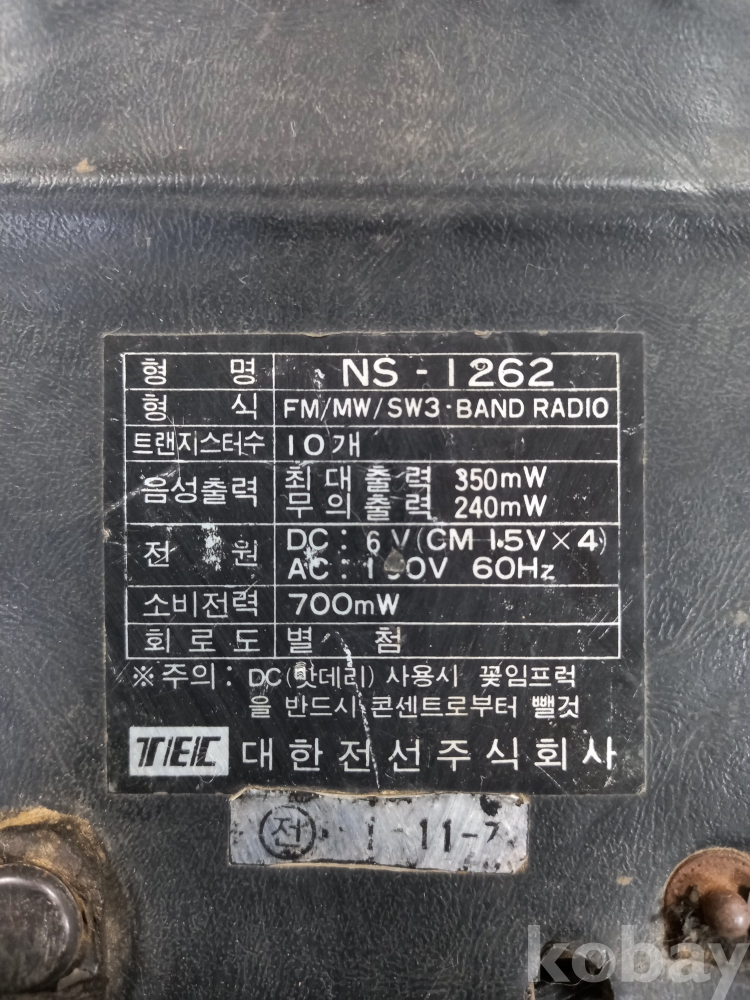 형 명 NS-1262
형 식 FM/MW/SW3·BAND RADIO
트랜지스터수 10개
음성출력 최대출력 350mW
무의출력 240mW
전 원 DC: 6V(CM 1.5V×4)
AC: 100V 60Hz
소비전력 700mW
회로도 별 첨
※주의: DC(밧데리) 사용시 꽃임프럭
을 반드시 콘센트로부터 뺄것
TEC 대한전선주식회사
전 11-7
kobay